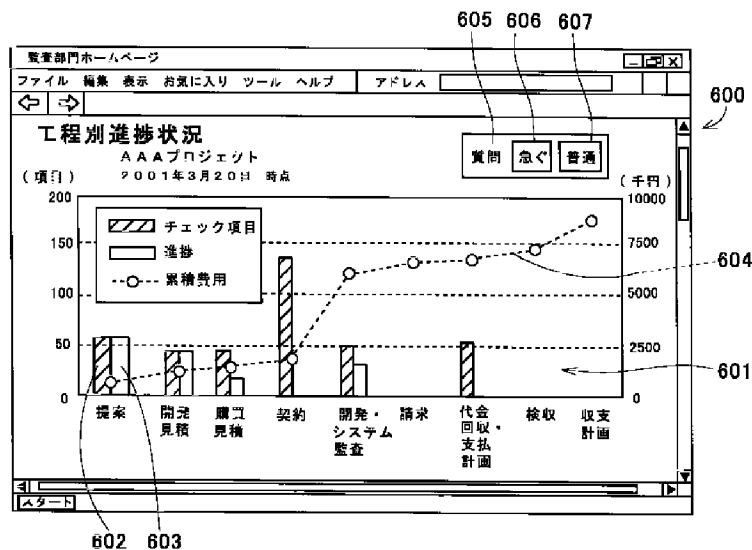 605 606 607
監査部門ホームページ
ファイル 編集 表示 お気に入り ツール ヘルプ アドレス
600
工程別進捗状況
AAAプロジェクト
2001年3月20日 時点
質問 急ぐ 普通
(項目) (千円)
200 10000
チェック項目
進捗
累積費用
150 7500
604
100 5000
50 2500
601
0 0
提案
開発
見積
購買
見積
契約
開発・
システム
監査
請求
代金
回収・
支払
計画
検収
収支
計画
スタート
602 603